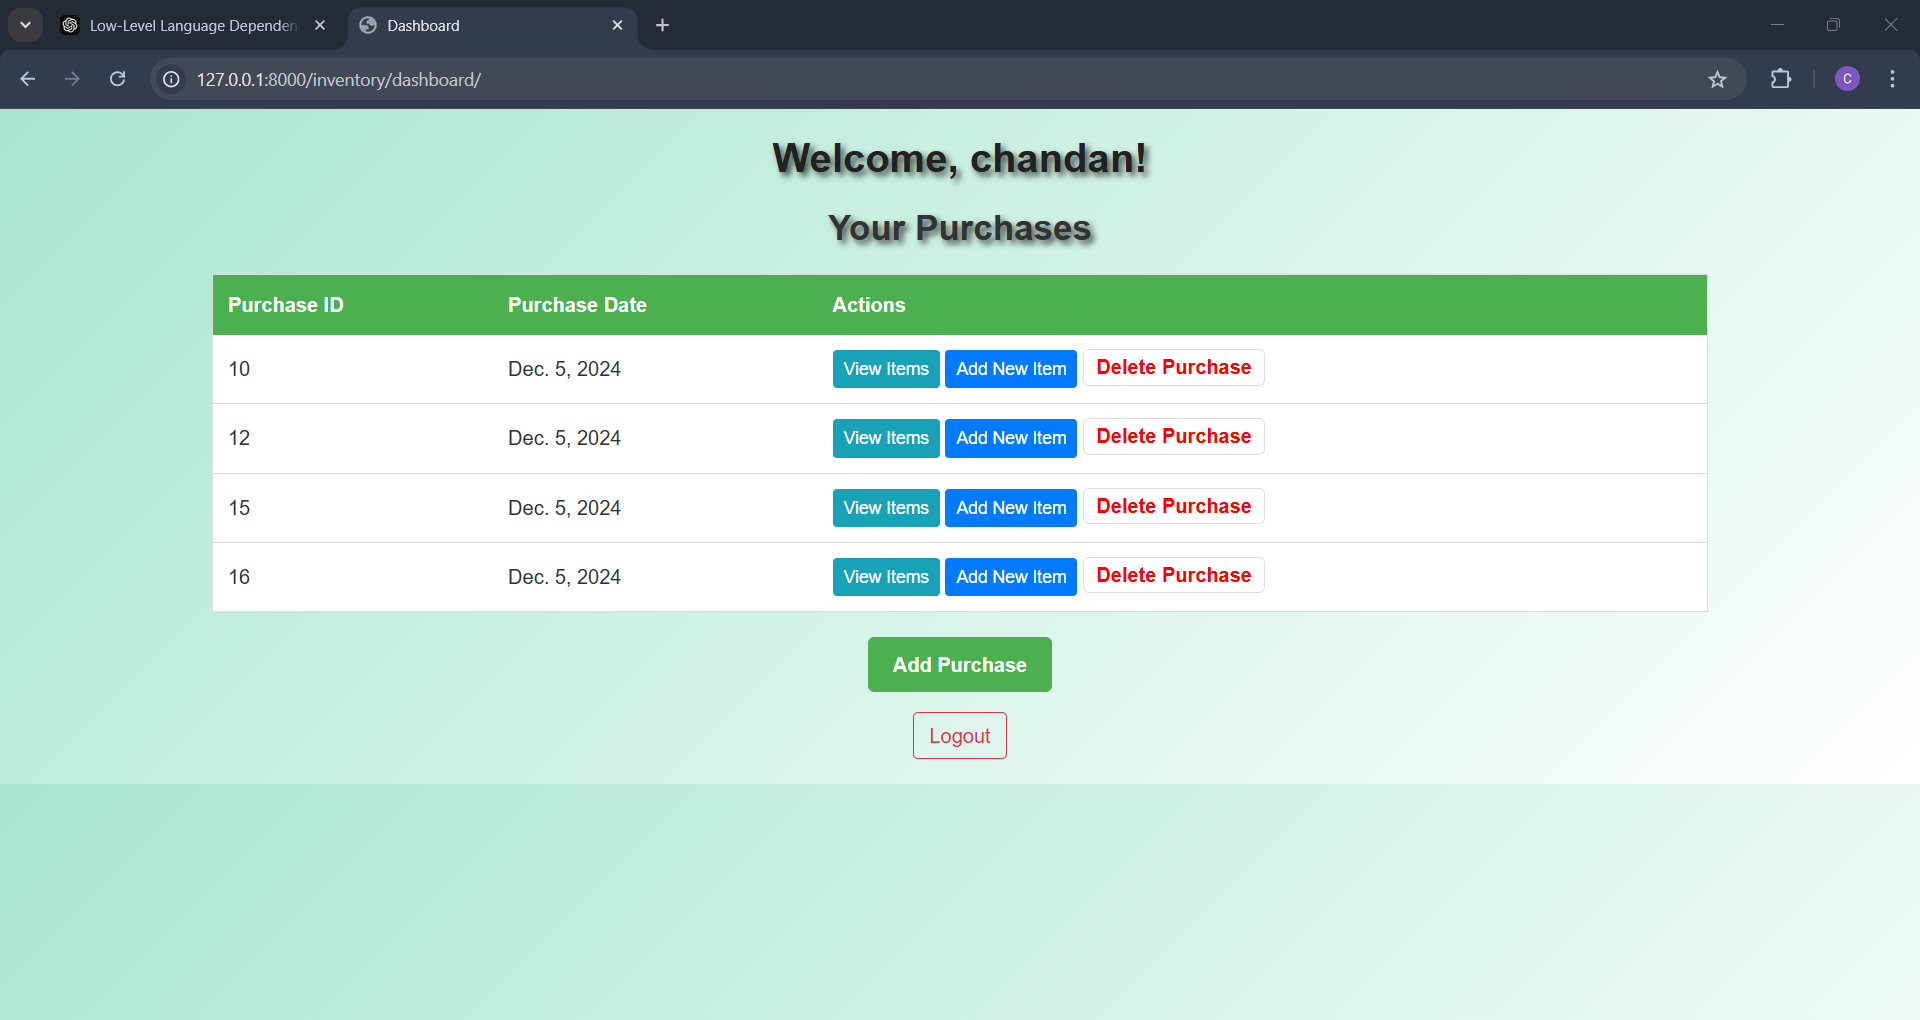 Low-Level Language Dependen
Dashboard
127.0.0.1:8000/inventory/dashboard/
C
Welcome, chandan!
Your Purchases
Purchase ID Purchase Date Actions
10 Dec. 5, 2024 View Items Add New Item Delete Purchase
12 Dec. 5, 2024 View Items Add New Item Delete Purchase
15 Dec. 5, 2024 View Items Add New Item Delete Purchase
16 Dec. 5, 2024 View Items Add New Item Delete Purchase
Add Purchase
Logout